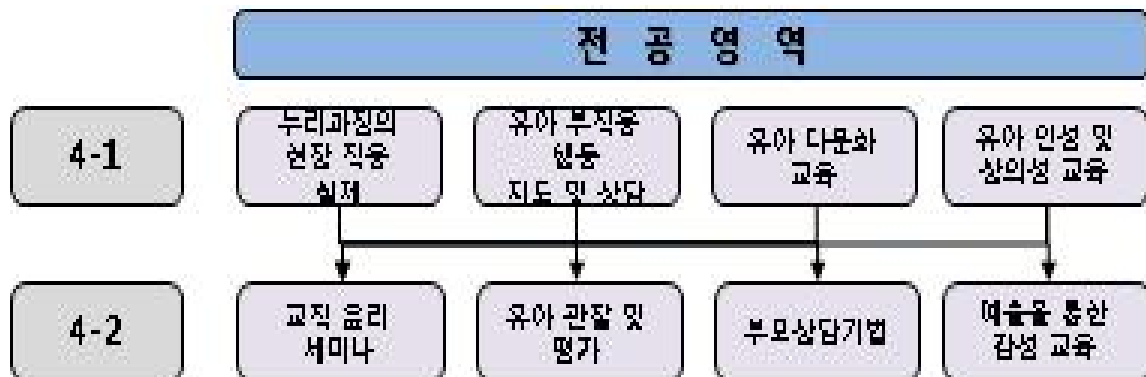 전 공 영 역
4-1
누리과정의
현장 적용
실제
유아 부적응
행동
지도 및 상담
유아 다문화
교육
유아 인성 및
창의성 교육
4-2
교직 윤리
세미나
유아 관찰 및
평가
부모상담기법
예술을 통한
감성 교육